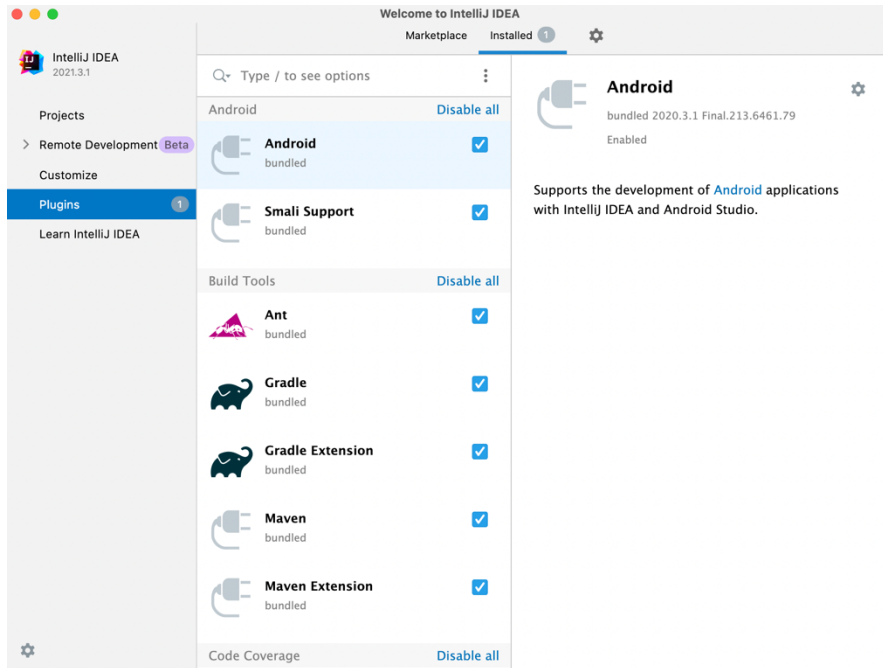 Welcome to IntelliJ IDEA
Marketplace Installed 1
IJ
IntelliJ IDEA
2021.3.1
Projects
Remote Development Beta
Customize
Plugins 1
Learn IntelliJ IDEA
Type / to see options
Android Disable all
Android
bundled
Smali Support
bundled
Build Tools Disable all
Ant
bundled
Gradle
bundled
Gradle Extension
bundled
Maven
bundled
Maven Extension
bundled
Code Coverage Disable all
Android
bundled 2020.3.1 Final.213.6461.79
Enabled
Supports the development of Android applications
with IntelliJ IDEA and Android Studio.